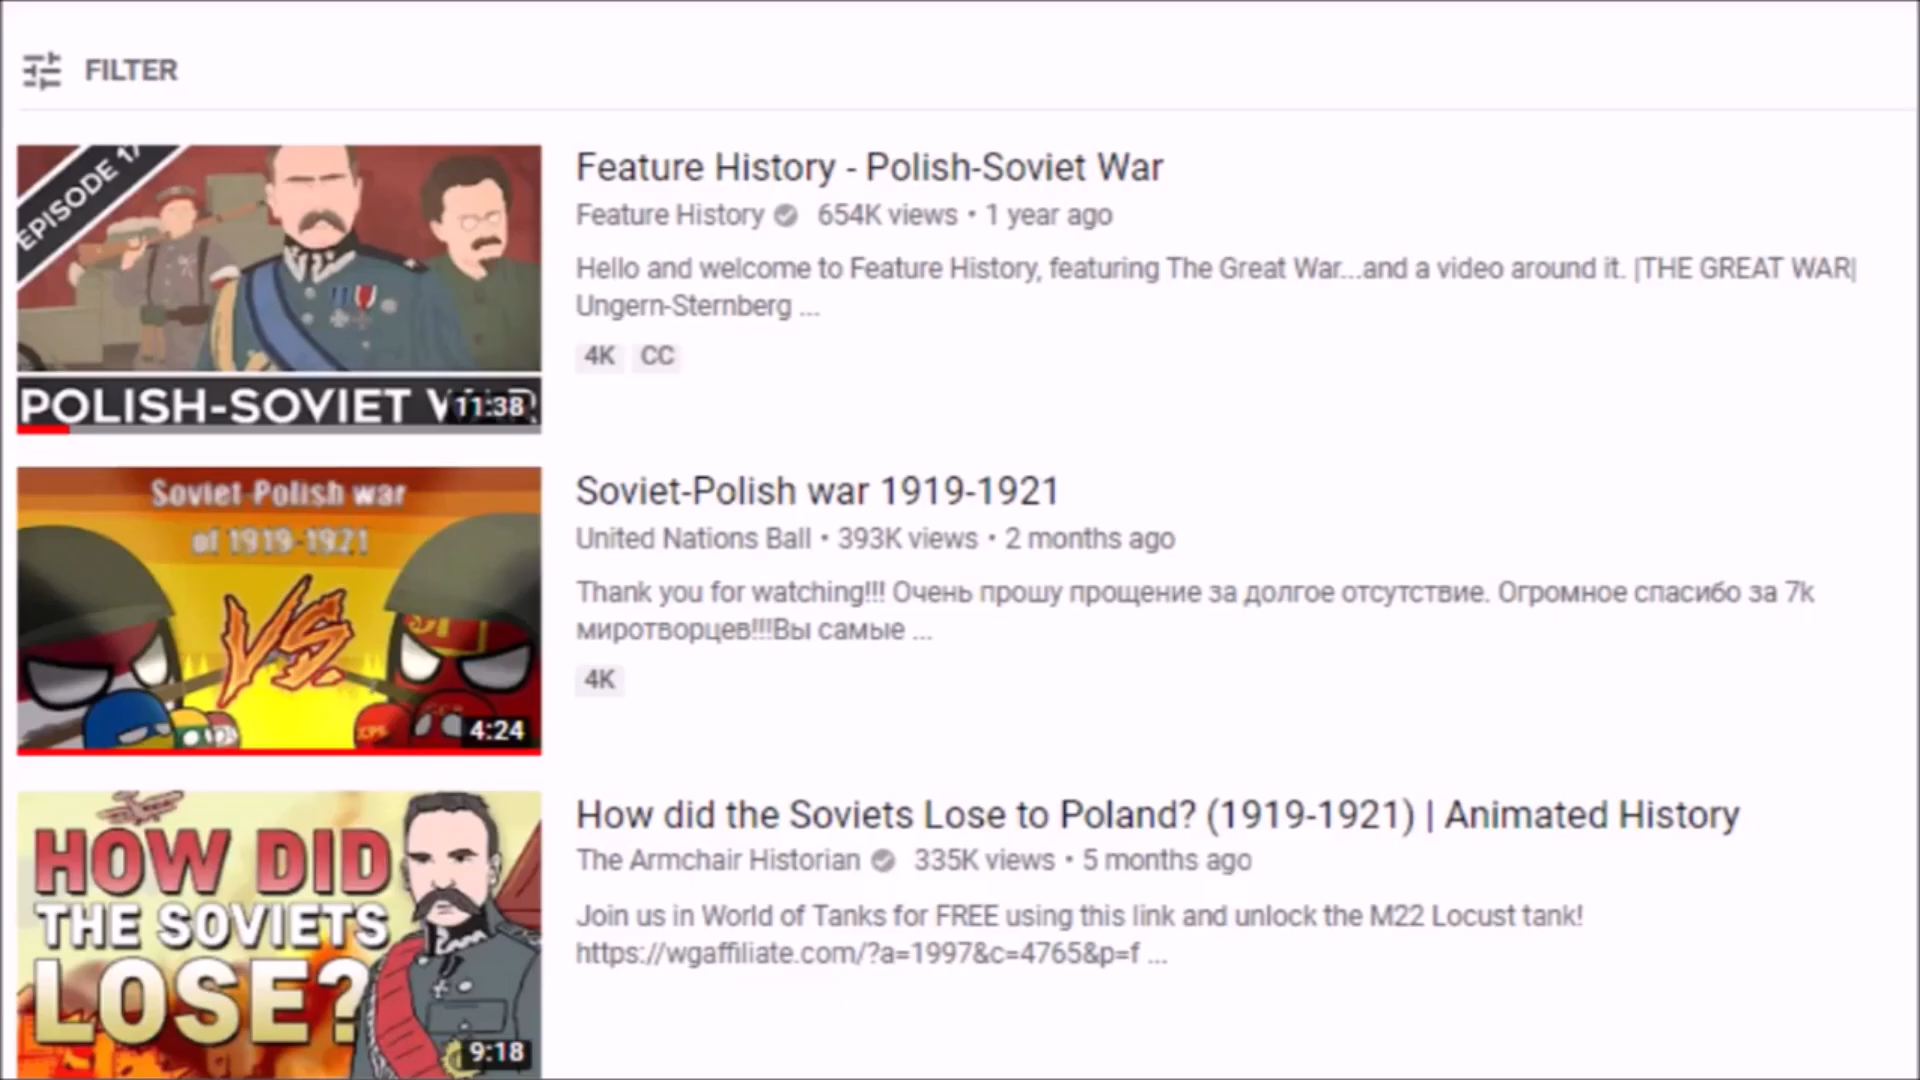 FILTER
EPISODE 17
POLISH-SOVIET
11:38
Feature History - Polish-Soviet War
Feature History 654K views • 1 year ago
Hello and welcome to Feature History, featuring The Great War...and a video around it. |THE GREAT WAR|
Ungern-Sternberg ...
4K CC
Soviet-Polish war
of 1919-1921
VS.
4:24
Soviet-Polish war 1919-1921
United Nations Ball • 393K views • 2 months ago
Thank you for watching!!! Очень прошу прощение за долгое отсутствие. Огромное спасибо за 7k
миротворцев!!!Вы самые ...
4K
HOW DID
THE SOVIETS
LOSE?
9:18
How did the Soviets Lose to Poland? (1919-1921) | Animated History
The Armchair Historian 335K views • 5 months ago
Join us in World of Tanks for FREE using this link and unlock the M22 Locust tank!
https://wgaffiliate.com/?a=1997&c=4765&p=f ...